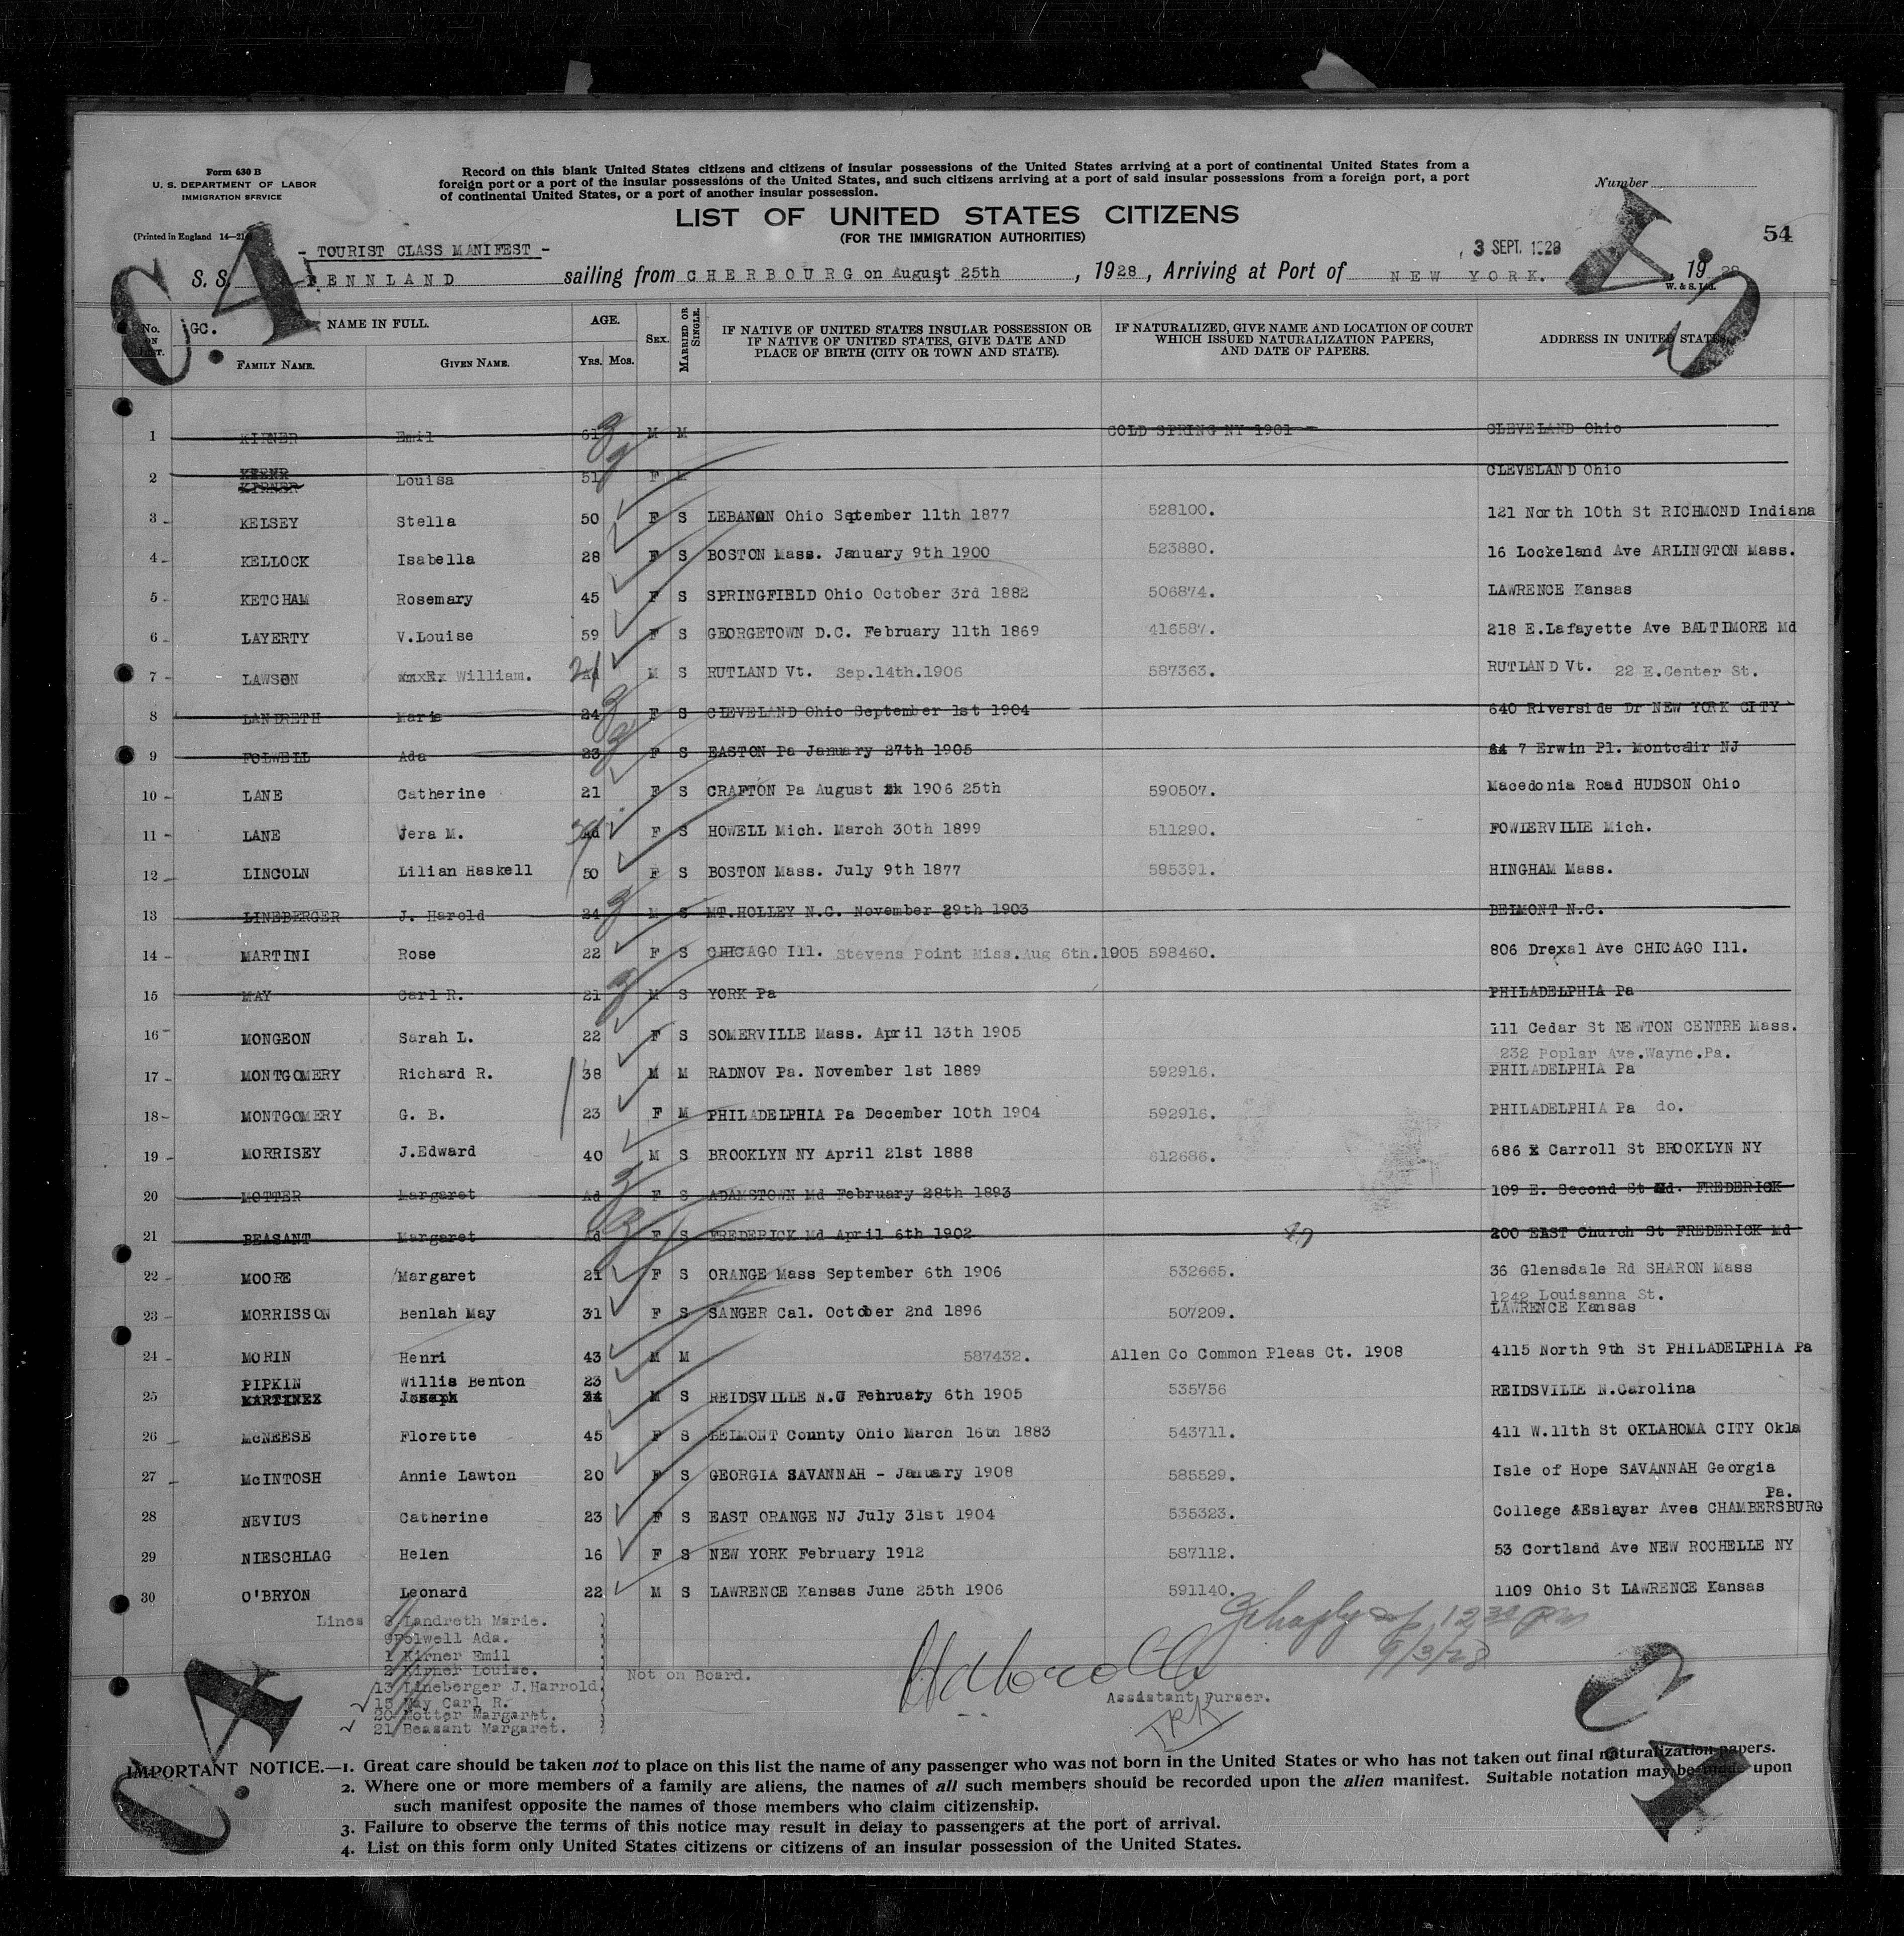 Form 630 B
U. S. DEPARTMENT OF LABOR
IMMIGRATION SERVICE
(Printed in England 14—21
Record on this blank United States citizens and citizens of insular possessions of the United States arriving at a port of continental United States from a
foreign port or a port of the insular possessions of the United States, and such citizens arriving at a port of said insular possessions from a foreign port, a port
of continental United States, or a port of another insular possession.
Number
LIST OF UNITED STATES CITIZENS
(FOR THE IMMIGRATION AUTHORITIES)
54
- TOURIST CLASS MANIFEST -
3 SEPT. 1928
S. S. PENNLAND sailing from CHERBOURG on August 25th, 1928, Arriving at Port of NEW YORK. , 1928
W. & S. Ltd.
C.4
C.4
No. ON LIST. GC. NAME IN FULL. AGE. SEX. MARRIED OR SINGLE. IF NATIVE OF UNITED STATES INSULAR POSSESSION OR IF NATIVE OF UNITED STATES, GIVE DATE AND PLACE OF BIRTH (CITY OR TOWN AND STATE). IF NATURALIZED, GIVE NAME AND LOCATION OF COURT WHICH ISSUED NATURALIZATION PAPERS, AND DATE OF PAPERS. ADDRESS IN UNITED STATES.
FAMILY NAME. GIVEN NAME. YRS. MOS.
1 KIRNER Emil 61 M M COLD SPRING NY 1901 CLEVELAND Ohio
2 KIRNER Louisa 51 F M CLEVELAND Ohio
3 KELSEY Stella 50 F S LEBANON Ohio September 11th 1877 528100. 121 North 10th St RICHMOND Indiana
4 KELLOCK Isabella 28 F S BOSTON Mass. January 9th 1900 523880. 16 Lockeland Ave ARLINGTON Mass.
5 KETCHAM Rosemary 45 F S SPRINGFIELD Ohio October 3rd 1882 506874. LAWRENCE Kansas
6 LAYERTY V.Louise 59 F S GEORGETOWN D.C. February 11th 1869 416587. 218 E.Lafayette Ave BALTIMORE Md
7 LAWSON William. 21 Ad M S RUTLAND Vt. Sep.14th.1906 587363. RUTLAND Vt. 22 E.Center St.
8 LANDRETH Marie 24 F S CLEVELAND Ohio September 1st 1904 640 Riverside Dr NEW YORK CITY
9 FOLWELL Ada 23 F S EASTON Pa January 27th 1905 7 Erwin Pl. Montcdir NJ
10 LANE Catherine 21 F S CRAFTON Pa August 1906 25th 590507. Macedonia Road HUDSON Ohio
11 LANE Jera M. Ad F S HOWELL Mich. March 30th 1899 511290. FOWLERVILLE Mich.
12 LINCOLN Lilian Haskell 50 F S BOSTON Mass. July 9th 1877 585391. HINGHAM Mass.
13 LINEBERGER J. Harold 24 M S MT.HOLLEY N.C. November 29th 1903 BELMONT N.C.
14 MARTINI Rose 22 F S CHICAGO Ill. Stevens Point Miss.Aug 6th.1905 598460. 806 Drexal Ave CHICAGO Ill.
15 MAY Carl R. 21 M S YORK Pa PHILADELPHIA Pa
16 MONGEON Sarah L. 22 F S SOMERVILLE Mass. April 13th 1905 111 Cedar St NEWTON CENTRE Mass.
232 Poplar Ave.Wayne.Pa.
17 MONTGOMERY Richard R. 38 M M RADNOV Pa. November 1st 1889 592916. PHILADELPHIA Pa
18 MONTGOMERY G. B. 23 F M PHILADELPHIA Pa December 10th 1904 592916. PHILADELPHIA Pa do.
19 MORRISEY J.Edward 40 M S BROOKLYN NY April 21st 1888 612686. 686 Carroll St BROOKLYN NY
20 MOTTER Margaret Ad F S ADAMSTOWN Md February 28th 1893 109 E. Second St Md. FREDERICK
21 BEASANT Margaret Ad F S FREDERICK Md April 6th 1902 200 EAST Church St FREDERICK Md
22 MOORE Margaret 21 F S ORANGE Mass September 6th 1906 532665. 36 Glensdale Rd SHARON Mass
1242 Louisanna St.
23 MORRISSON Benlah May 31 F S SANGER Cal. October 2nd 1896 507209. LAWRENCE Kansas
24 MORIN Henri 43 M M 587432. Allen Co Common Pleas Ct. 1908 4115 North 9th St PHILADELPHIA Pa
PIPKIN Willis Benton 23
25 MARTINEZ Joseph 24 M S REIDSVILLE N.C February 6th 1905 535756 REIDSVILLE N.Carolina
26 McNEESE Florette 45 F S BELMONT County Ohio March 16th 1883 543711. 411 W.11th St OKLAHOMA CITY Okla
27 McINTOSH Annie Lawton 20 F S GEORGIA SAVANNAH - January 1908 585529. Isle of Hope SAVANNAH Georgia
Pa.
28 NEVIUS Catherine 23 F S EAST ORANGE NJ July 31st 1904 535323. College &Eslayar Aves CHAMBERSBURG
29 NIESCHLAG Helen 16 F S NEW YORK February 1912 587112. 53 Cortland Ave NEW ROCHELLE NY
30 O'BRYON Leonard 22 M S LAWRENCE Kansas June 25th 1906 591140. 1109 Ohio St LAWRENCE Kansas
Lines 8 Landreth Marie.
9 Folwell Ada.
1 Kirner Emil
2 Kirner Louise.
13 Lineberger J.Harrold
15 May Carl R.
20 Motter Margaret.
21 Beasant Margaret.
Not on Board.
12 30 PM
9/3/28
Assistant Purser.
C.4
C.4
IMPORTANT NOTICE.—1. Great care should be taken not to place on this list the name of any passenger who was not born in the United States or who has not taken out final naturalization papers.
2. Where one or more members of a family are aliens, the names of all such members should be recorded upon the alien manifest. Suitable notation may be made upon
such manifest opposite the names of those members who claim citizenship.
3. Failure to observe the terms of this notice may result in delay to passengers at the port of arrival.
4. List on this form only United States citizens or citizens of an insular possession of the United States.